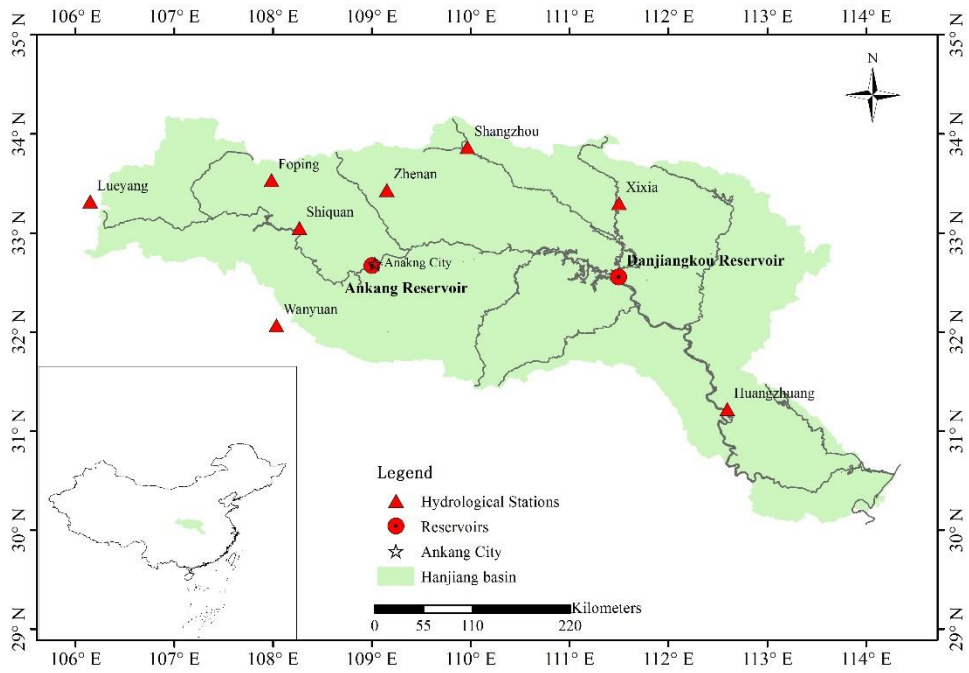 106° E 107° E 108° E 109° E 110° E 111° E 112° E 113° E 114° E
35° N 35° N
N
34° N 34° N
Shangzhou
Foping
Zhenan
Lueyang
Xixia
Shiquan
33° N 33° N
Anakng City
Danjiangkou Reservoir
Ankang Reservoir
Wanyuan
32° N 32° N
Huangzhuang
31° N 31° N
Legend
Hydrological Stations
Reservoirs
30° N 30° N
Ankang City
Hanjiang basin
Kilometers
0 55 110 220
29° N 29° N
106° E 107° E 108° E 109° E 110° E 111° E 112° E 113° E 114° E